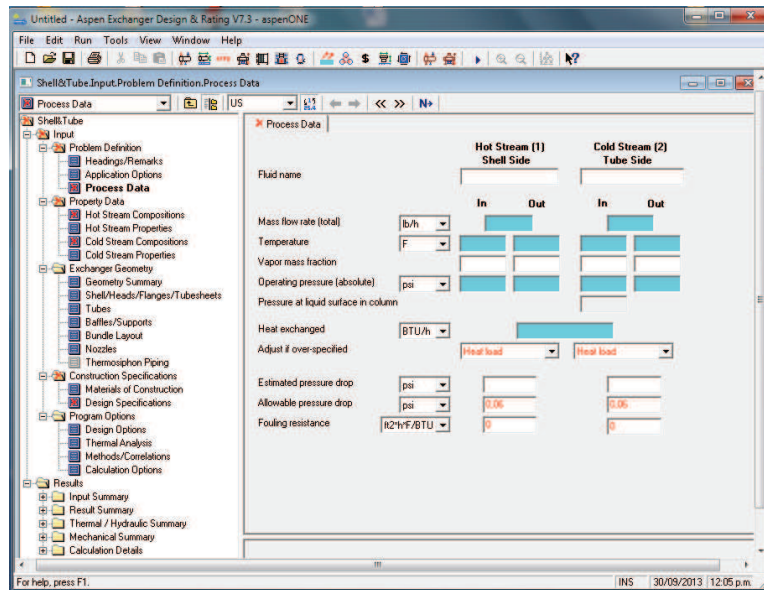 Untitled - Aspen Exchanger Design & Rating V7.3 - aspenONE
File Edit Run Tools View Window Help
Shell&Tube.Input.Problem Definition.Process Data
Process Data US
Shell&Tube
Input
Problem Definition
Headings/Remarks
Application Options
Process Data
Property Data
Hot Stream Compositions
Hot Stream Properties
Cold Stream Compositions
Cold Stream Properties
Exchanger Geometry
Geometry Summary
Shell/Heads/Flanges/Tubesheets
Tubes
Baffles/Supports
Bundle Layout
Nozzles
Thermosiphon Piping
Construction Specifications
Materials of Construction
Design Specifications
Program Options
Design Options
Thermal Analysis
Methods/Correlations
Calculation Options
Results
Input Summary
Result Summary
Thermal / Hydraulic Summary
Mechanical Summary
Calculation Details
Process Data
Hot Stream (1) Cold Stream (2)
Shell Side Tube Side
Fluid name
In Out In Out
Mass flow rate (total) lb/h
Temperature F
Vapor mass fraction
Operating pressure (absolute) psi
Pressure at liquid surface in column
Heat exchanged BTU/h
Adjust if over-specified Heat load Heat load
Estimated pressure drop psi
Allowable pressure drop psi 0,06 0,06
Fouling resistance ft2*h*F/BTU 0 0
For help, press F1. INS 30/09/2013 12:05 p.m.